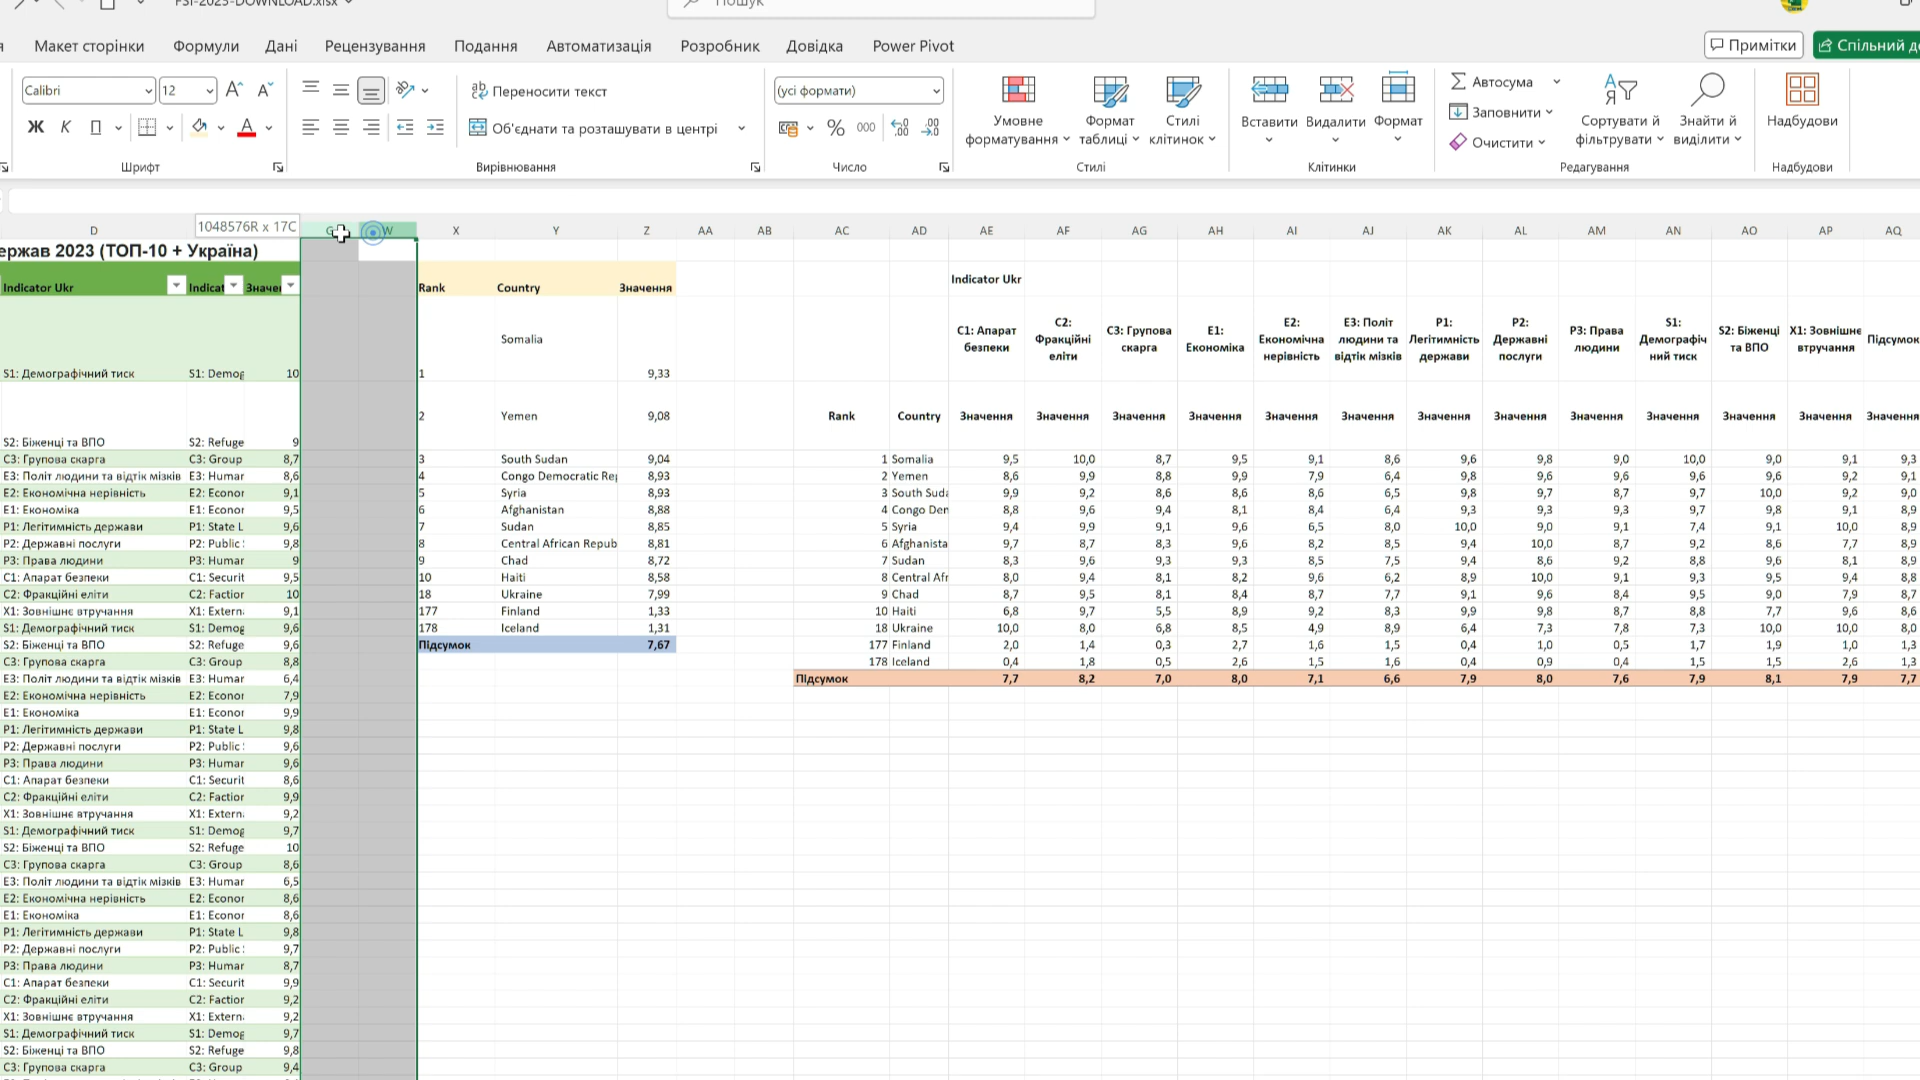 FSI-2023-DOWNLOAD.xlsx
Пошук
Макет сторінки Формули Дані Рецензування Подання Автоматизація Розробник Довідка Power Pivot
Примітки
Calibri 12 Переносити текст (усі формати)
Ж К П Об'єднати та розташувати в центрі % 000
Умовне форматування Формат таблиці Стилі клітинок
Вставити Видалити Формат
Автосума Заповнити Очистити
Сортувати й фільтрувати Знайти й виділити
Надбудови
Шрифт Вирівнювання Число Стилі Клітинки Редагування Надбудови
1048576R x 17C
D G W X Y Z AA AB AC AD AE AF AG AH AI AJ AK AL AM AN AO AP AQ
ержав 2023 (ТОП-10 + Україна)
Indicator Ukr Indicat Значен
Rank Country Значення
Indicator Ukr
C1: Апарат безпеки C2: Фракційні еліти C3: Групова скарга E1: Економіка E2: Економічна нерівність E3: Політ людини та відтік мізків P1: Легітимність держави P2: Державні послуги P3: Права людини S1: Демографічний тиск S2: Біженці та ВПО X1: Зовнішнє втручання Підсумок
Rank Country Значення Значення Значення Значення Значення Значення Значення Значення Значення Значення Значення Значення Значення
S1: Демографічний тиск S1: Demog 10
S2: Біженці та ВПО S2: Refuge 9
C3: Групова скарга C3: Group 8,7
E3: Політ людини та відтік мізків E3: Humar 8,6
E2: Економічна нерівність E2: Econor 9,1
E1: Економіка E1: Econor 9,5
P1: Легітимність держави P1: State L 9,6
P2: Державні послуги P2: Public 9,8
P3: Права людини P3: Humar 9
C1: Апарат безпеки C1: Securit 9,5
C2: Фракційні еліти C2: Factior 10
X1: Зовнішнє втручання X1: Extern 9,1
S1: Демографічний тиск S1: Demog 9,6
S2: Біженці та ВПО S2: Refuge 9,6
C3: Групова скарга C3: Group 8,8
E3: Політ людини та відтік мізків E3: Humar 6,4
E2: Економічна нерівність E2: Econor 7,9
E1: Економіка E1: Econor 9,9
P1: Легітимність держави P1: State L 9,8
P2: Державні послуги P2: Public 9,6
P3: Права людини P3: Humar 9,6
C1: Апарат безпеки C1: Securit 8,6
C2: Фракційні еліти C2: Factior 9,9
X1: Зовнішнє втручання X1: Extern 9,2
S1: Демографічний тиск S1: Demog 9,7
S2: Біженці та ВПО S2: Refuge 10
C3: Групова скарга C3: Group 8,6
E3: Політ людини та відтік мізків E3: Humar 6,5
E2: Економічна нерівність E2: Econor 8,6
E1: Економіка E1: Econor 8,6
P1: Легітимність держави P1: State L 9,8
P2: Державні послуги P2: Public 9,7
P3: Права людини P3: Humar 8,7
C1: Апарат безпеки C1: Securit 9,9
C2: Фракційні еліти C2: Factior 9,2
X1: Зовнішнє втручання X1: Extern 9,2
S1: Демографічний тиск S1: Demog 9,7
S2: Біженці та ВПО S2: Refuge 9,8
C3: Групова скарга C3: Group 9,4
1 Somalia 9,33
2 Yemen 9,08
3 South Sudan 9,04
4 Congo Democratic Rep 8,93
5 Syria 8,93
6 Afghanistan 8,88
7 Sudan 8,85
8 Central African Repub 8,81
9 Chad 8,72
10 Haiti 8,58
18 Ukraine 7,99
177 Finland 1,33
178 Iceland 1,31
Підсумок 7,67
1 Somalia 9,5 10,0 8,7 9,5 9,1 8,6 9,6 9,8 9,0 10,0 9,0 9,1 9,3
2 Yemen 8,6 9,9 8,8 9,9 7,9 6,4 9,8 9,6 9,6 9,6 9,6 9,2 9,1
3 South Suda 9,9 9,2 8,6 8,6 8,6 6,5 9,8 9,7 8,7 9,7 10,0 9,2 9,0
4 Congo Den 8,8 9,6 9,4 8,1 8,4 6,4 9,3 9,3 9,3 9,7 9,8 9,1 8,9
5 Syria 9,4 9,9 9,1 9,6 6,5 8,0 10,0 9,0 9,1 7,4 9,1 10,0 8,9
6 Afghanista 9,7 8,7 8,3 9,6 8,2 8,5 9,4 10,0 8,7 9,2 8,6 7,7 8,9
7 Sudan 8,3 9,6 9,3 9,3 8,5 7,5 9,4 8,6 9,2 8,8 9,6 8,1 8,9
8 Central Afr 8,0 9,4 8,1 8,2 9,6 6,2 8,9 10,0 9,1 9,3 9,5 9,4 8,8
9 Chad 8,7 9,5 8,1 8,4 8,7 7,7 9,1 9,6 8,4 9,5 9,0 7,9 8,7
10 Haiti 6,8 9,7 5,5 8,9 9,2 8,3 9,9 9,8 8,7 8,8 7,7 9,6 8,6
18 Ukraine 10,0 8,0 6,8 8,5 4,9 8,9 6,4 7,3 7,8 7,3 10,0 10,0 8,0
177 Finland 2,0 1,4 0,3 2,7 1,6 1,5 0,4 1,0 0,5 1,7 1,9 1,0 1,3
178 Iceland 0,4 1,8 0,5 2,6 1,5 1,6 0,4 0,9 0,4 1,5 1,5 2,6 1,3
Підсумок 7,7 8,2 7,0 8,0 7,1 6,6 7,9 8,0 7,6 7,9 8,1 7,9 7,7